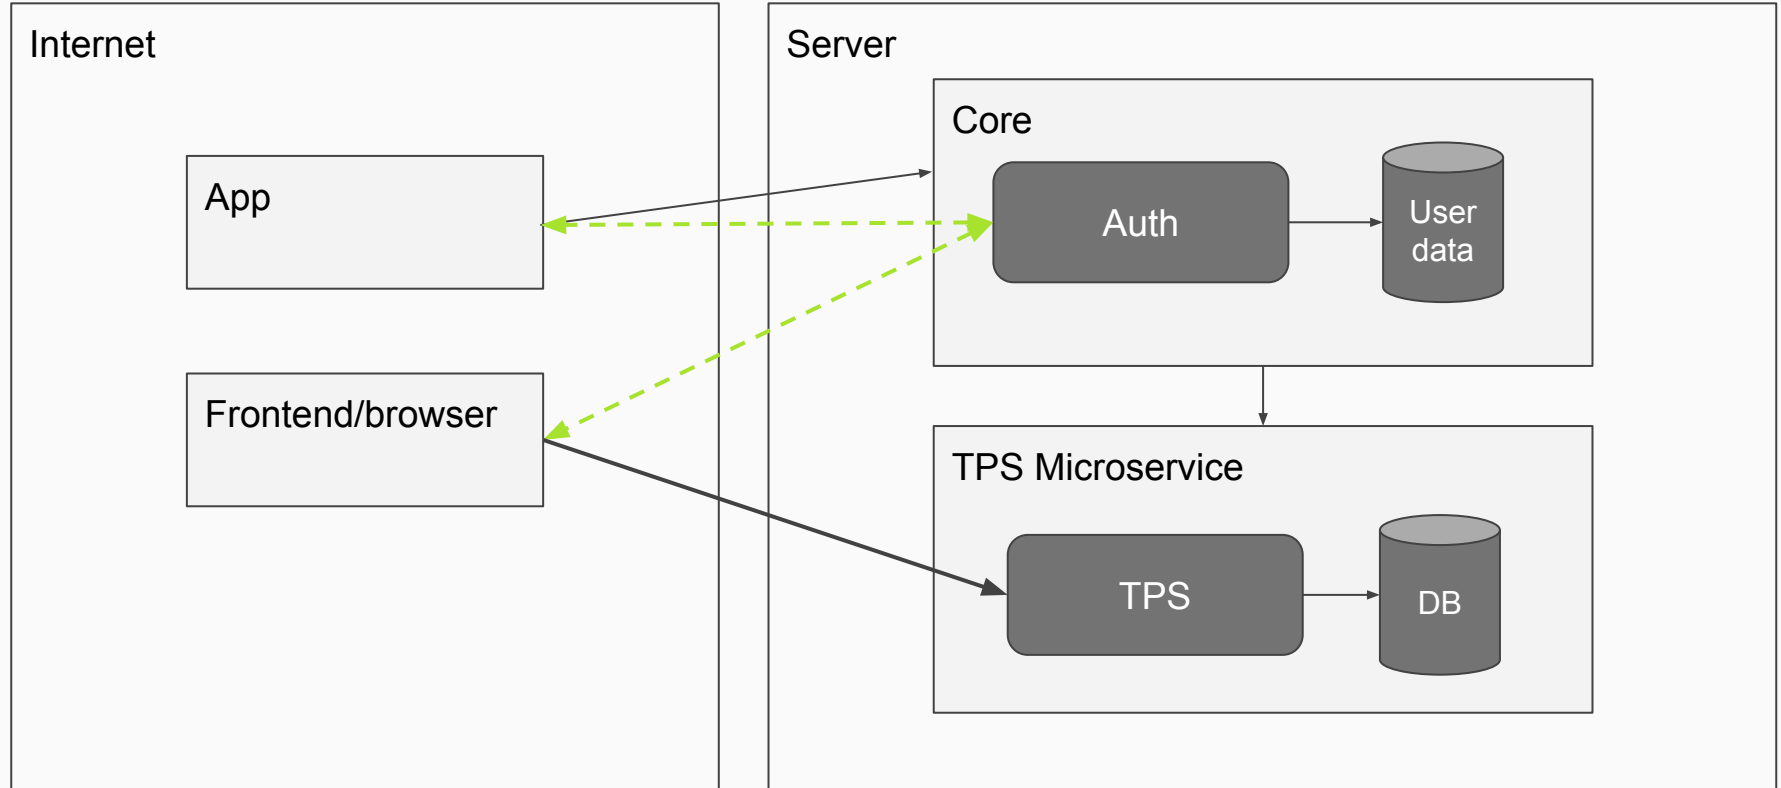 Internet
Server
Core
App
Auth
User
data
Frontend/browser
TPS Microservice
TPS
DB